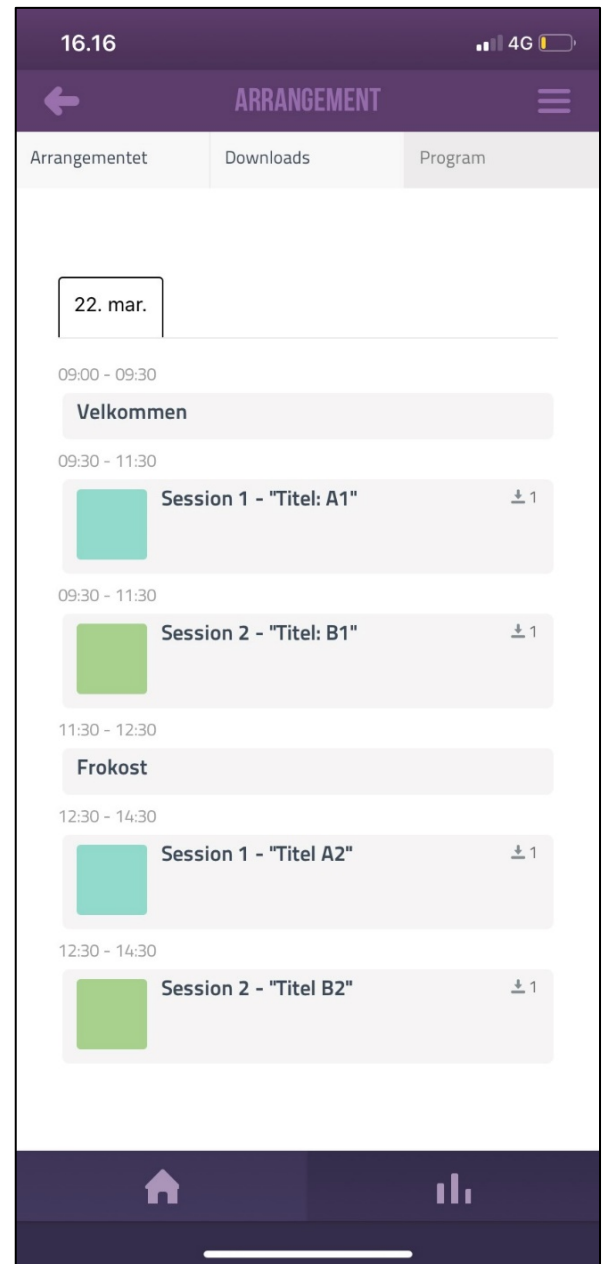 16.16
4G
ARRANGEMENT
Arrangementet
Downloads
Program
22. mar.
09:00 - 09:30
Velkommen
09:30 - 11:30
Session 1 - "Titel: A1"
1
09:30 - 11:30
Session 2 - "Titel: B1"
1
11:30 - 12:30
Frokost
12:30 - 14:30
Session 1 - "Titel A2"
1
12:30 - 14:30
Session 2 - "Titel B2"
1